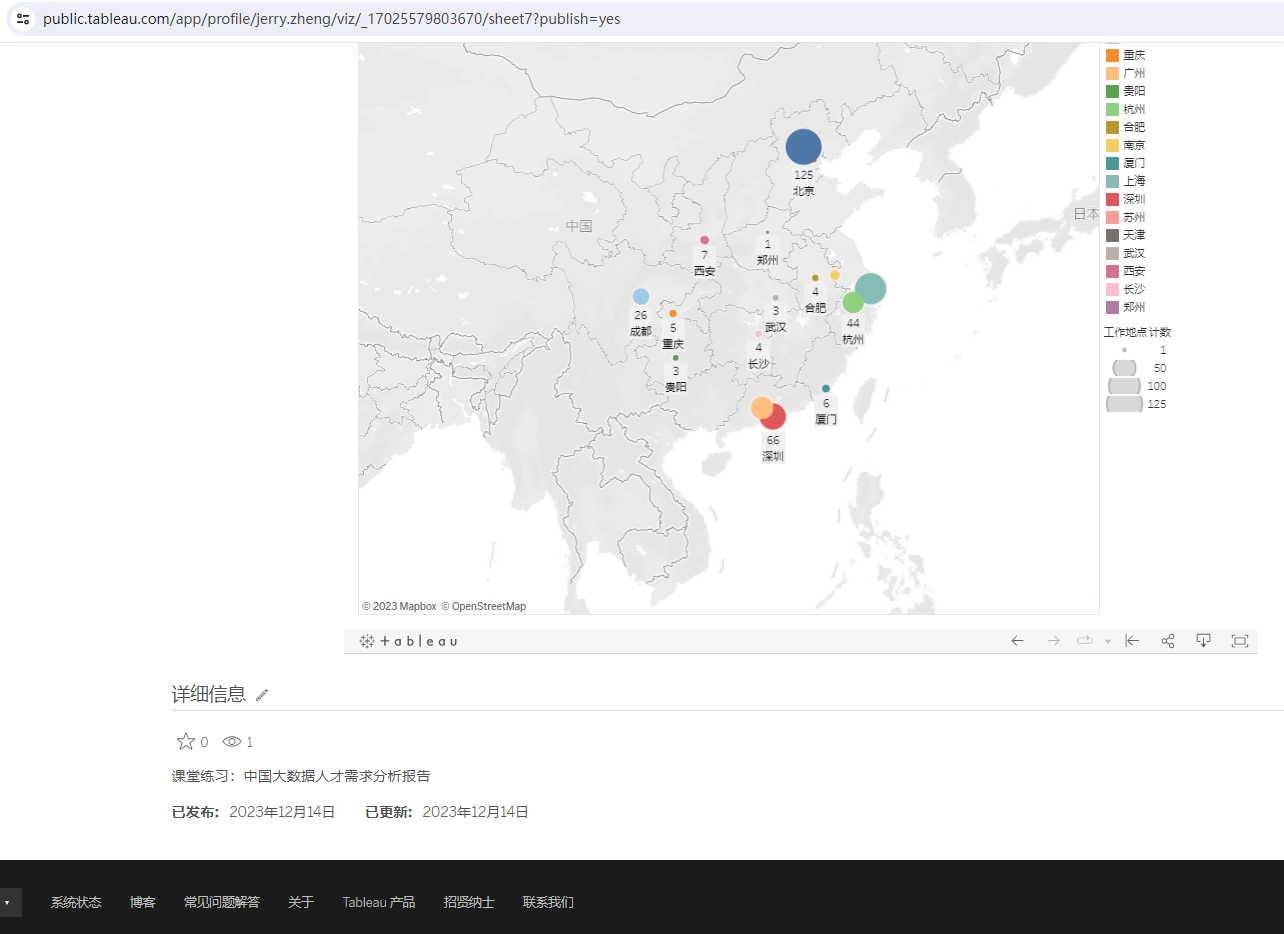 public.tableau.com/app/profile/jerry.zheng/viz/_17025579803670/sheet7?publish=yes
重庆
广州
贵阳
杭州
合肥
南京
厦门
上海
深圳
苏州
天津
武汉
西安
长沙
郑州
工作地点 计数
1
50
100
125
125
北京
中国
日本
7
西安
1
郑州
4
合肥
26
成都
5
重庆
3
武汉
44
杭州
4
长沙
3
贵阳
6
厦门
66
深圳
© 2023 Mapbox © OpenStreetMap
+ a b | e a u
详细信息
0 1
课堂练习：中国大数据人才需求分析报告
已发布： 2023年12月14日 已更新： 2023年12月14日
系统状态 博客 常见问题解答 关于 Tableau 产品 招贤纳士 联系我们